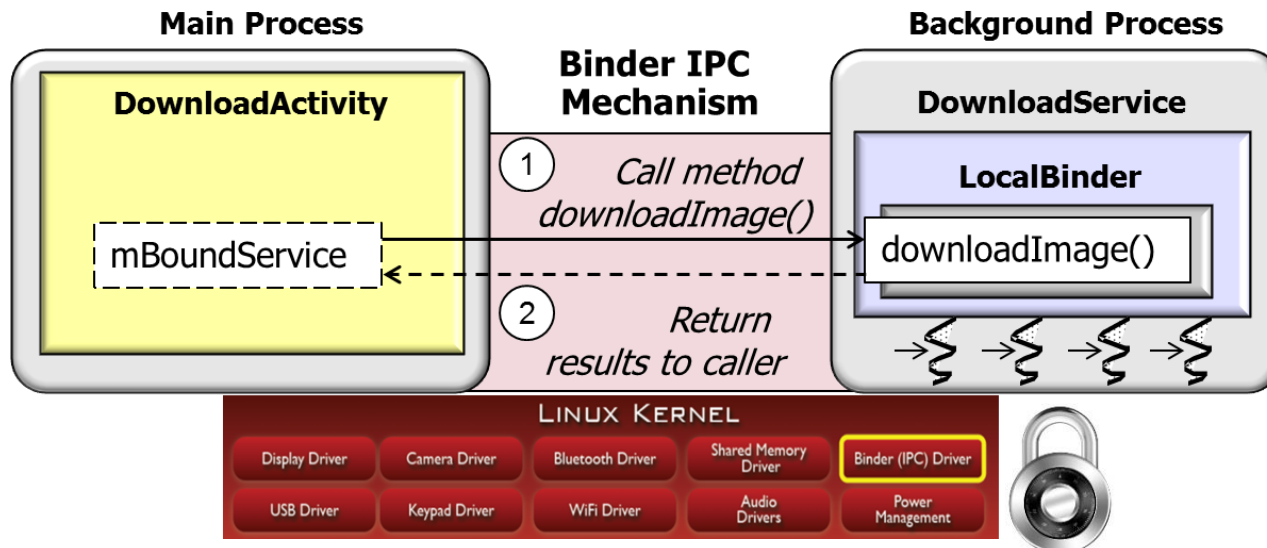 Main Process
Background Process
Binder IPC
Mechanism
DownloadActivity
DownloadService
LocalBinder
1
Call method
downloadImage()
mBoundService
downloadImage()
2
Return
results to caller
LINUX KERNEL
Display Driver
Camera Driver
Bluetooth Driver
Shared Memory
Driver
Binder (IPC) Driver
USB Driver
Keypad Driver
WiFi Driver
Audio
Drivers
Power
Management